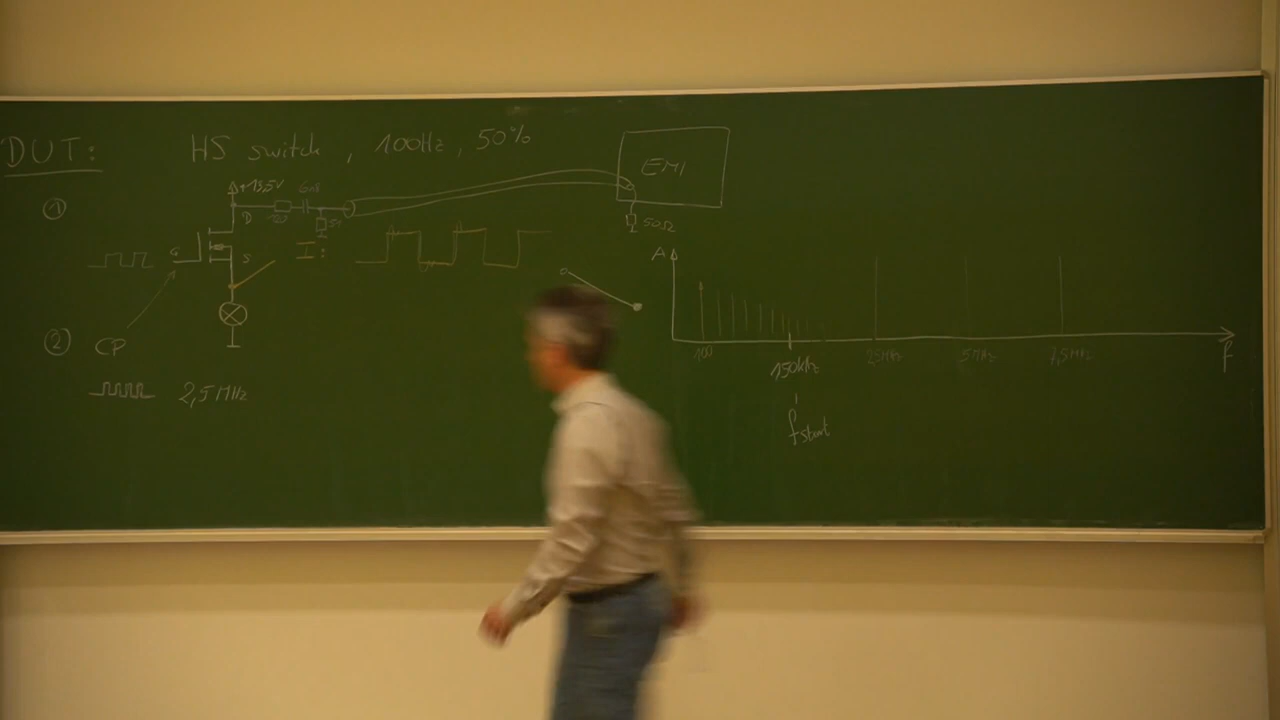 DUT: HS switch, 100Hz, 50%
EMI
50Ω
①
+13,5V
D
G
S
I:
② CP
2,5 MHz
A
100
150kHz
2,5MHz
5MHz
7,5MHz
f
fstart